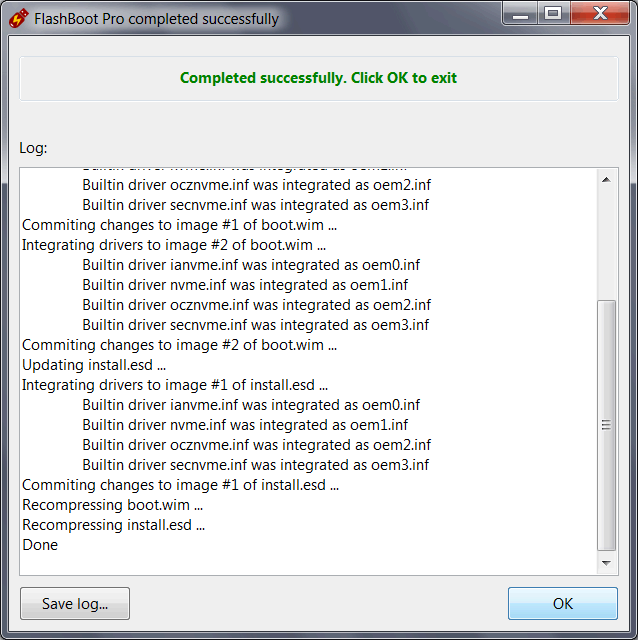 FlashBoot Pro completed successfully
Completed successfully. Click OK to exit
Log:
Builtin driver ocznvme.inf was integrated as oem2.inf
Builtin driver secnvme.inf was integrated as oem3.inf
Commiting changes to image #1 of boot.wim ...
Integrating drivers to image #2 of boot.wim ...
Builtin driver ianvme.inf was integrated as oem0.inf
Builtin driver nvme.inf was integrated as oem1.inf
Builtin driver ocznvme.inf was integrated as oem2.inf
Builtin driver secnvme.inf was integrated as oem3.inf
Commiting changes to image #2 of boot.wim ...
Updating install.esd ...
Integrating drivers to image #1 of install.esd ...
Builtin driver ianvme.inf was integrated as oem0.inf
Builtin driver nvme.inf was integrated as oem1.inf
Builtin driver ocznvme.inf was integrated as oem2.inf
Builtin driver secnvme.inf was integrated as oem3.inf
Commiting changes to image #1 of install.esd ...
Recompressing boot.wim ...
Recompressing install.esd ...
Done
Save log...
OK